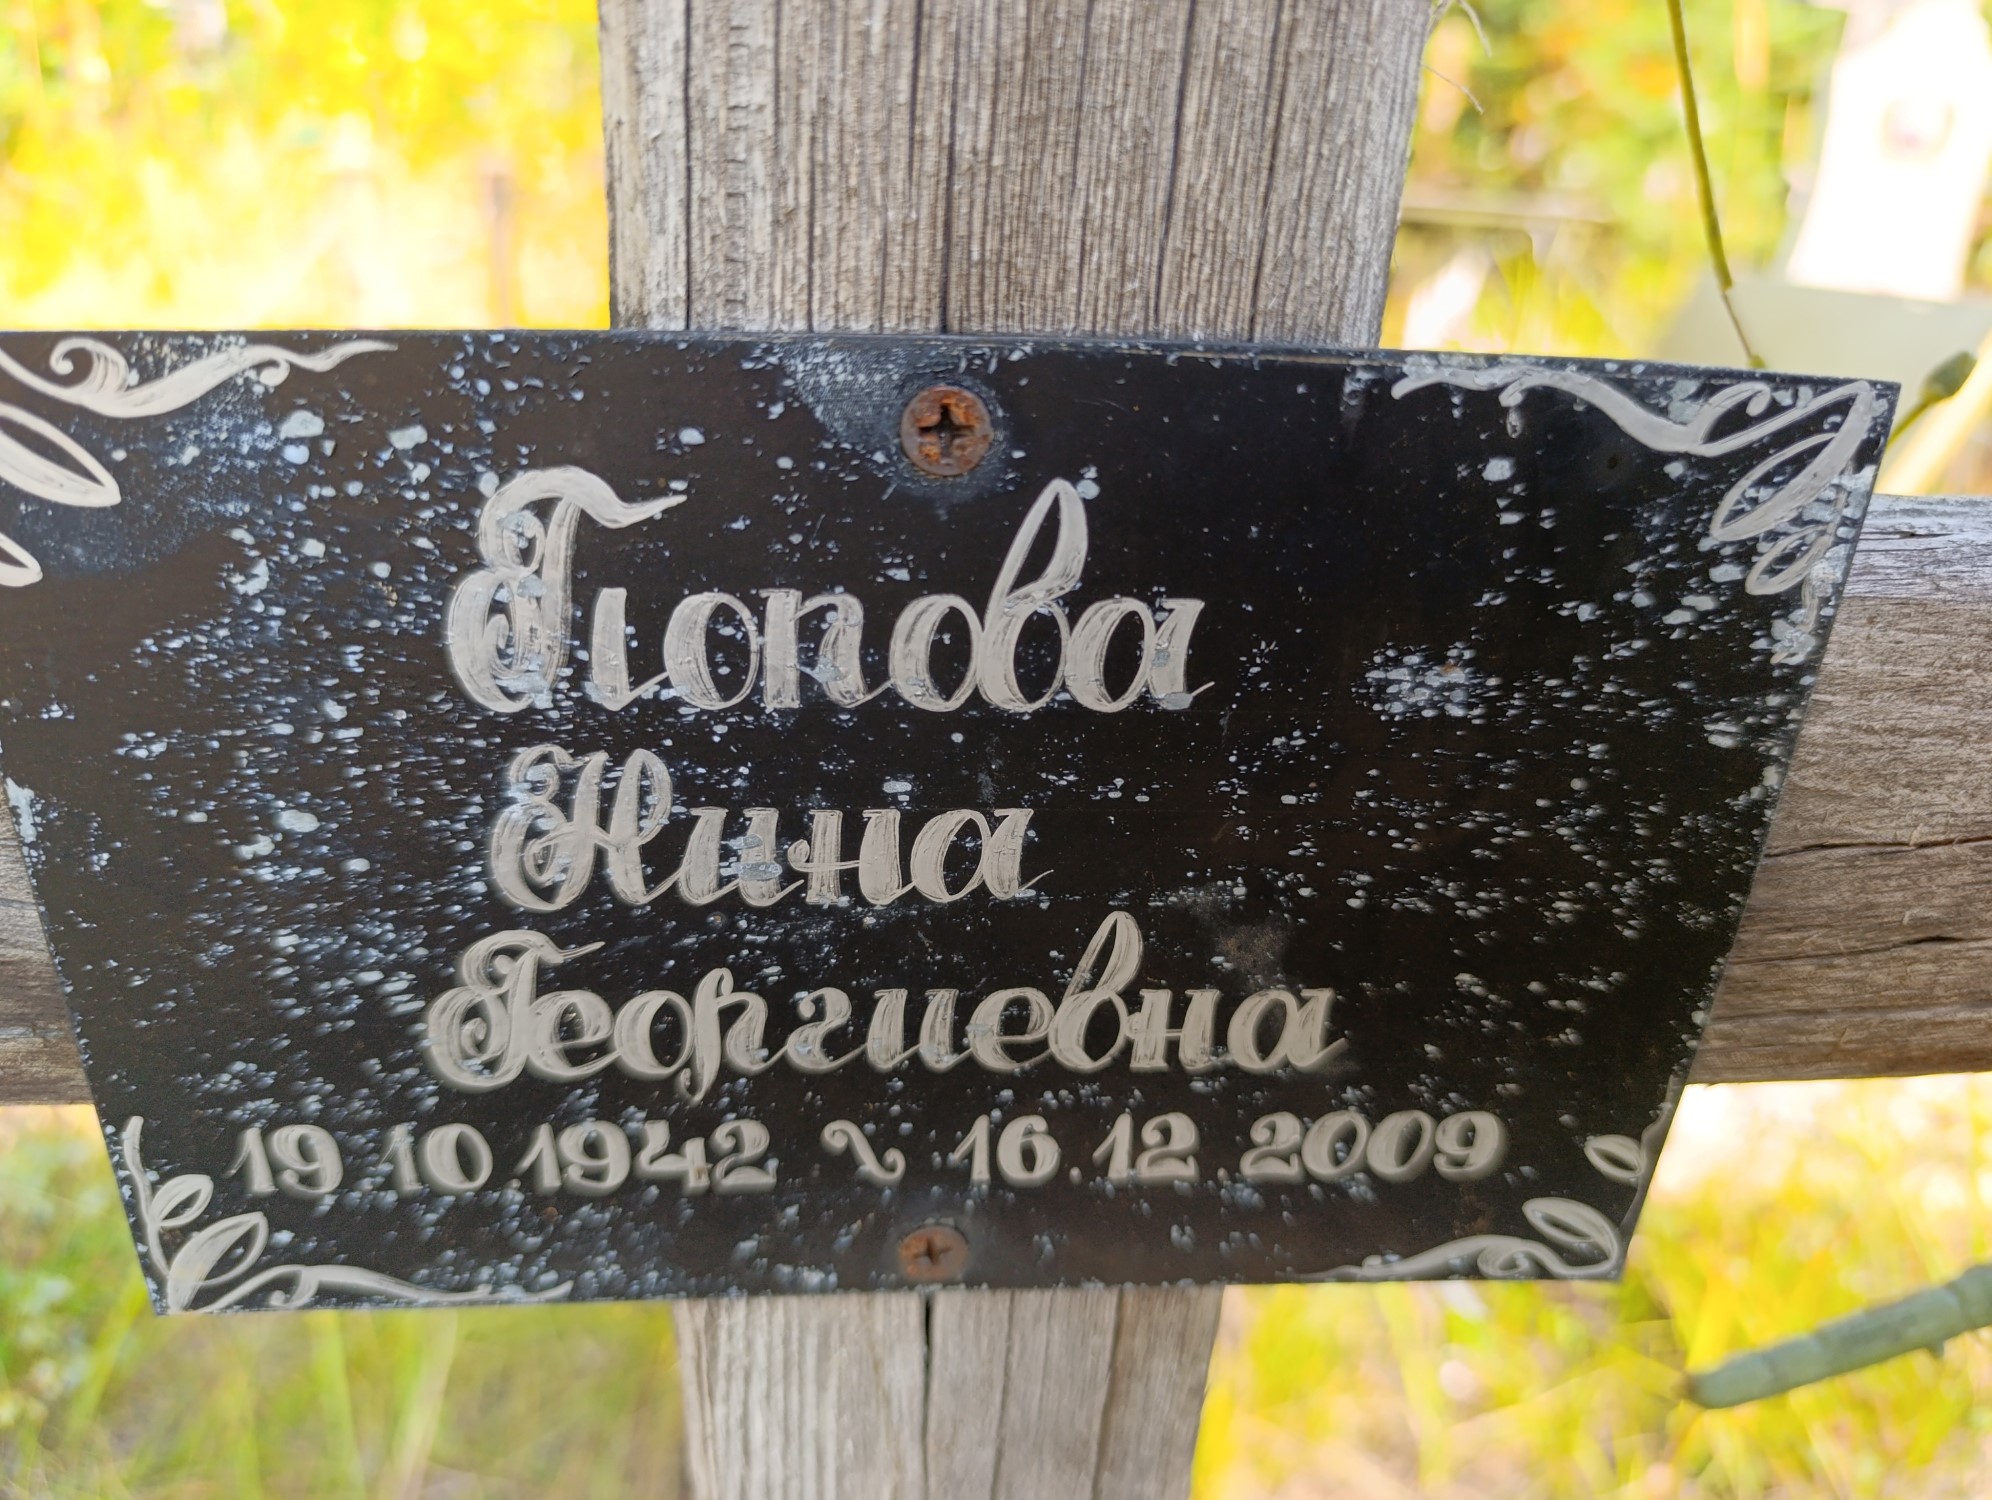 Попова
Нина
Георгиевна
19.10.1942 ~ 16.12.2009